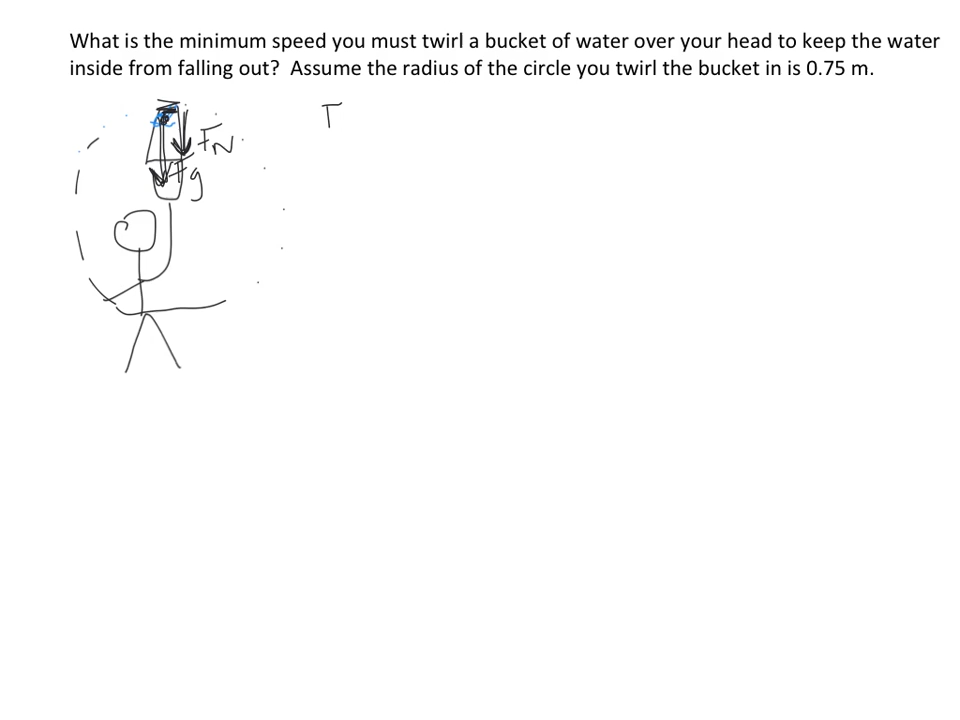 What is the minimum speed you must twirl a bucket of water over your head to keep the water
inside from falling out?  Assume the radius of the circle you twirl the bucket in is 0.75 m.
T
FN
Fg